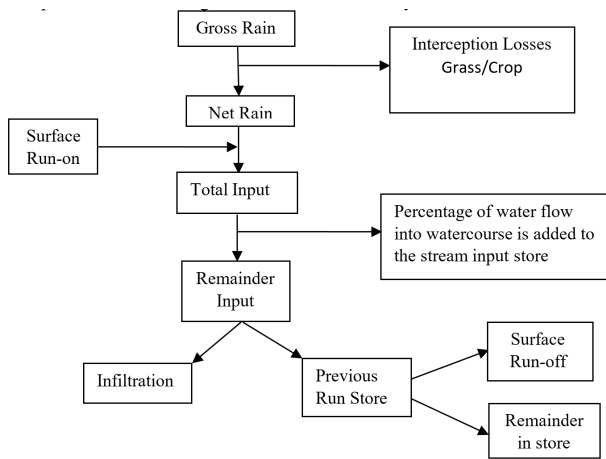 Gross Rain
Interception Losses
Grass/Crop
Net Rain
Surface
Run-on
Total Input
Percentage of water flow
into watercourse is added to
the stream input store
Remainder
Input
Infiltration
Previous
Run Store
Surface
Run-off
Remainder
in store